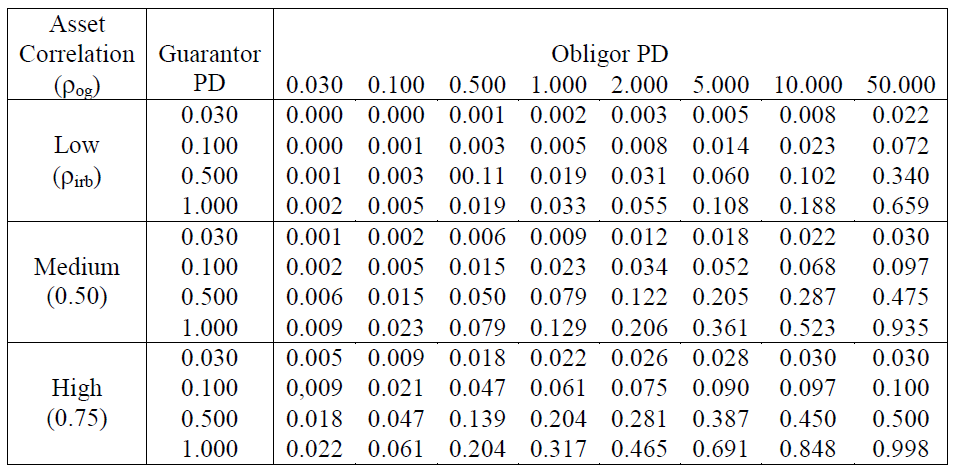 Asset
Correlation Guarantor Obligor PD
(ρog) PD 0.030 0.100 0.500 1.000 2.000 5.000 10.000 50.000
0.030 0.000 0.000 0.001 0.002 0.003 0.005 0.008 0.022
Low 0.100 0.000 0.001 0.003 0.005 0.008 0.014 0.023 0.072
(ρirb) 0.500 0.001 0.003 00.11 0.019 0.031 0.060 0.102 0.340
1.000 0.002 0.005 0.019 0.033 0.055 0.108 0.188 0.659
0.030 0.001 0.002 0.006 0.009 0.012 0.018 0.022 0.030
Medium 0.100 0.002 0.005 0.015 0.023 0.034 0.052 0.068 0.097
(0.50) 0.500 0.006 0.015 0.050 0.079 0.122 0.205 0.287 0.475
1.000 0.009 0.023 0.079 0.129 0.206 0.361 0.523 0.935
0.030 0.005 0.009 0.018 0.022 0.026 0.028 0.030 0.030
High 0.100 0,009 0.021 0.047 0.061 0.075 0.090 0.097 0.100
(0.75) 0.500 0.018 0.047 0.139 0.204 0.281 0.387 0.450 0.500
1.000 0.022 0.061 0.204 0.317 0.465 0.691 0.848 0.998